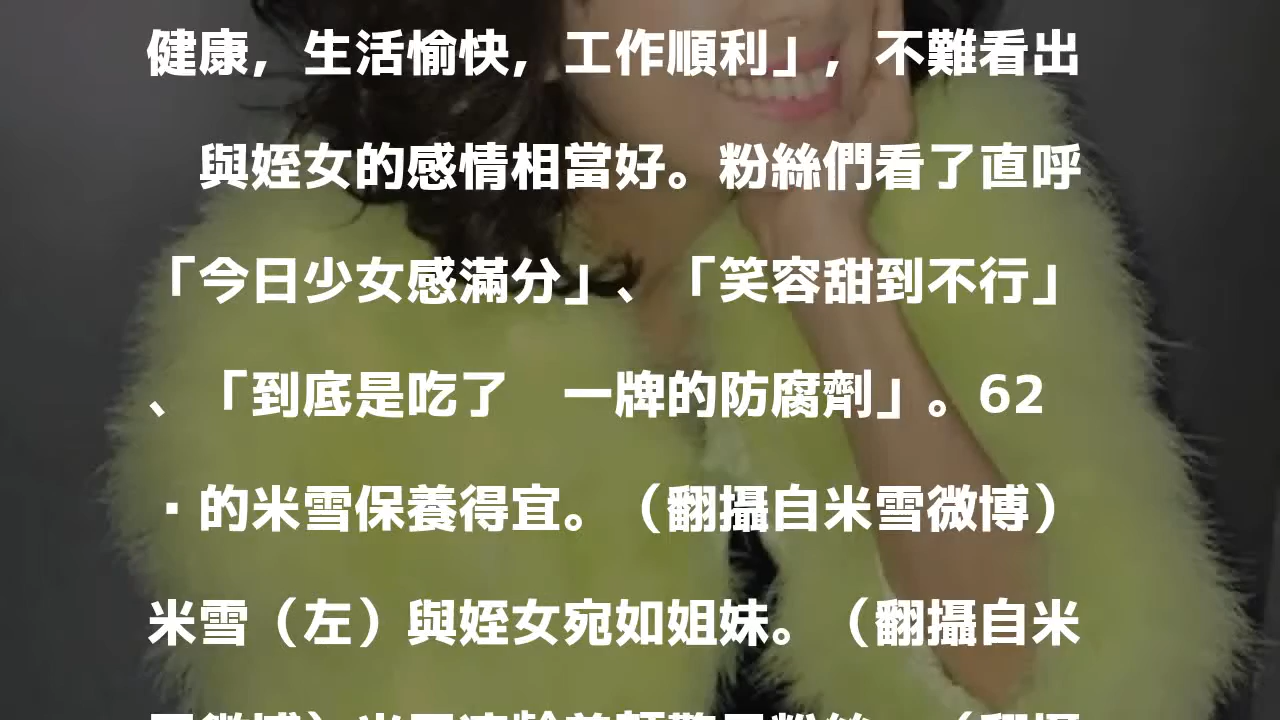 健康，生活愉快，工作順利」，不難看出
與姪女的感情相當好。粉絲們看了直呼
「今日少女感滿分」、「笑容甜到不行」
、「到底是吃了　一牌的防腐劑」。62
▪的米雪保養得宜。（翻攝自米雪微博）
米雪（左）與姪女宛如姐妹。（翻攝自米